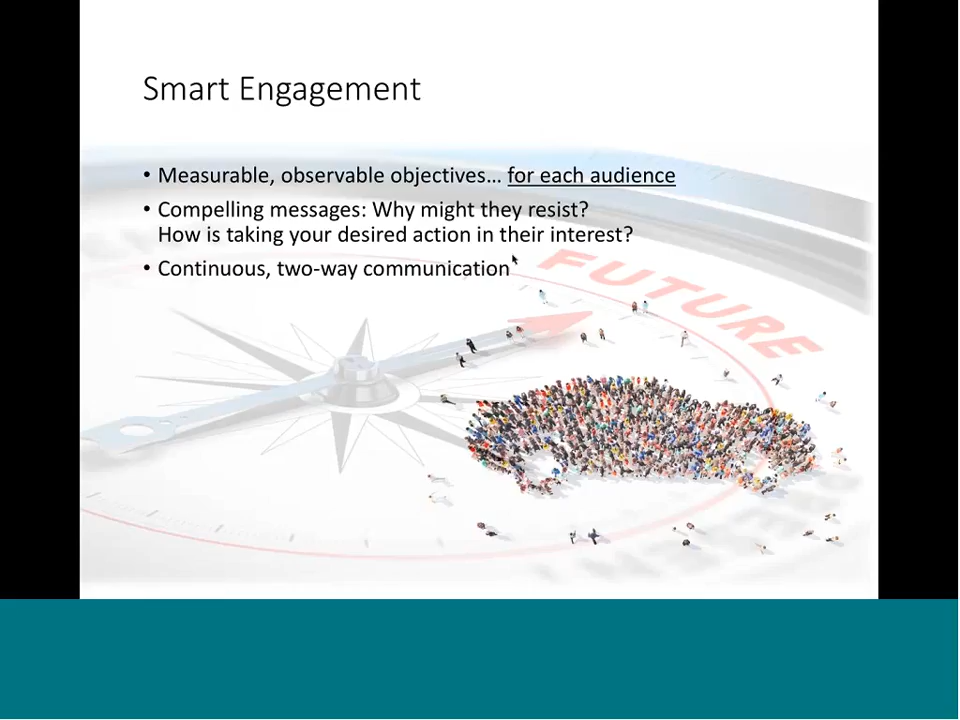 Smart Engagement
• Measurable, observable objectives... for each audience
• Compelling messages: Why might they resist?
How is taking your desired action in their interest?
• Continuous, two-way communication
FUTURE